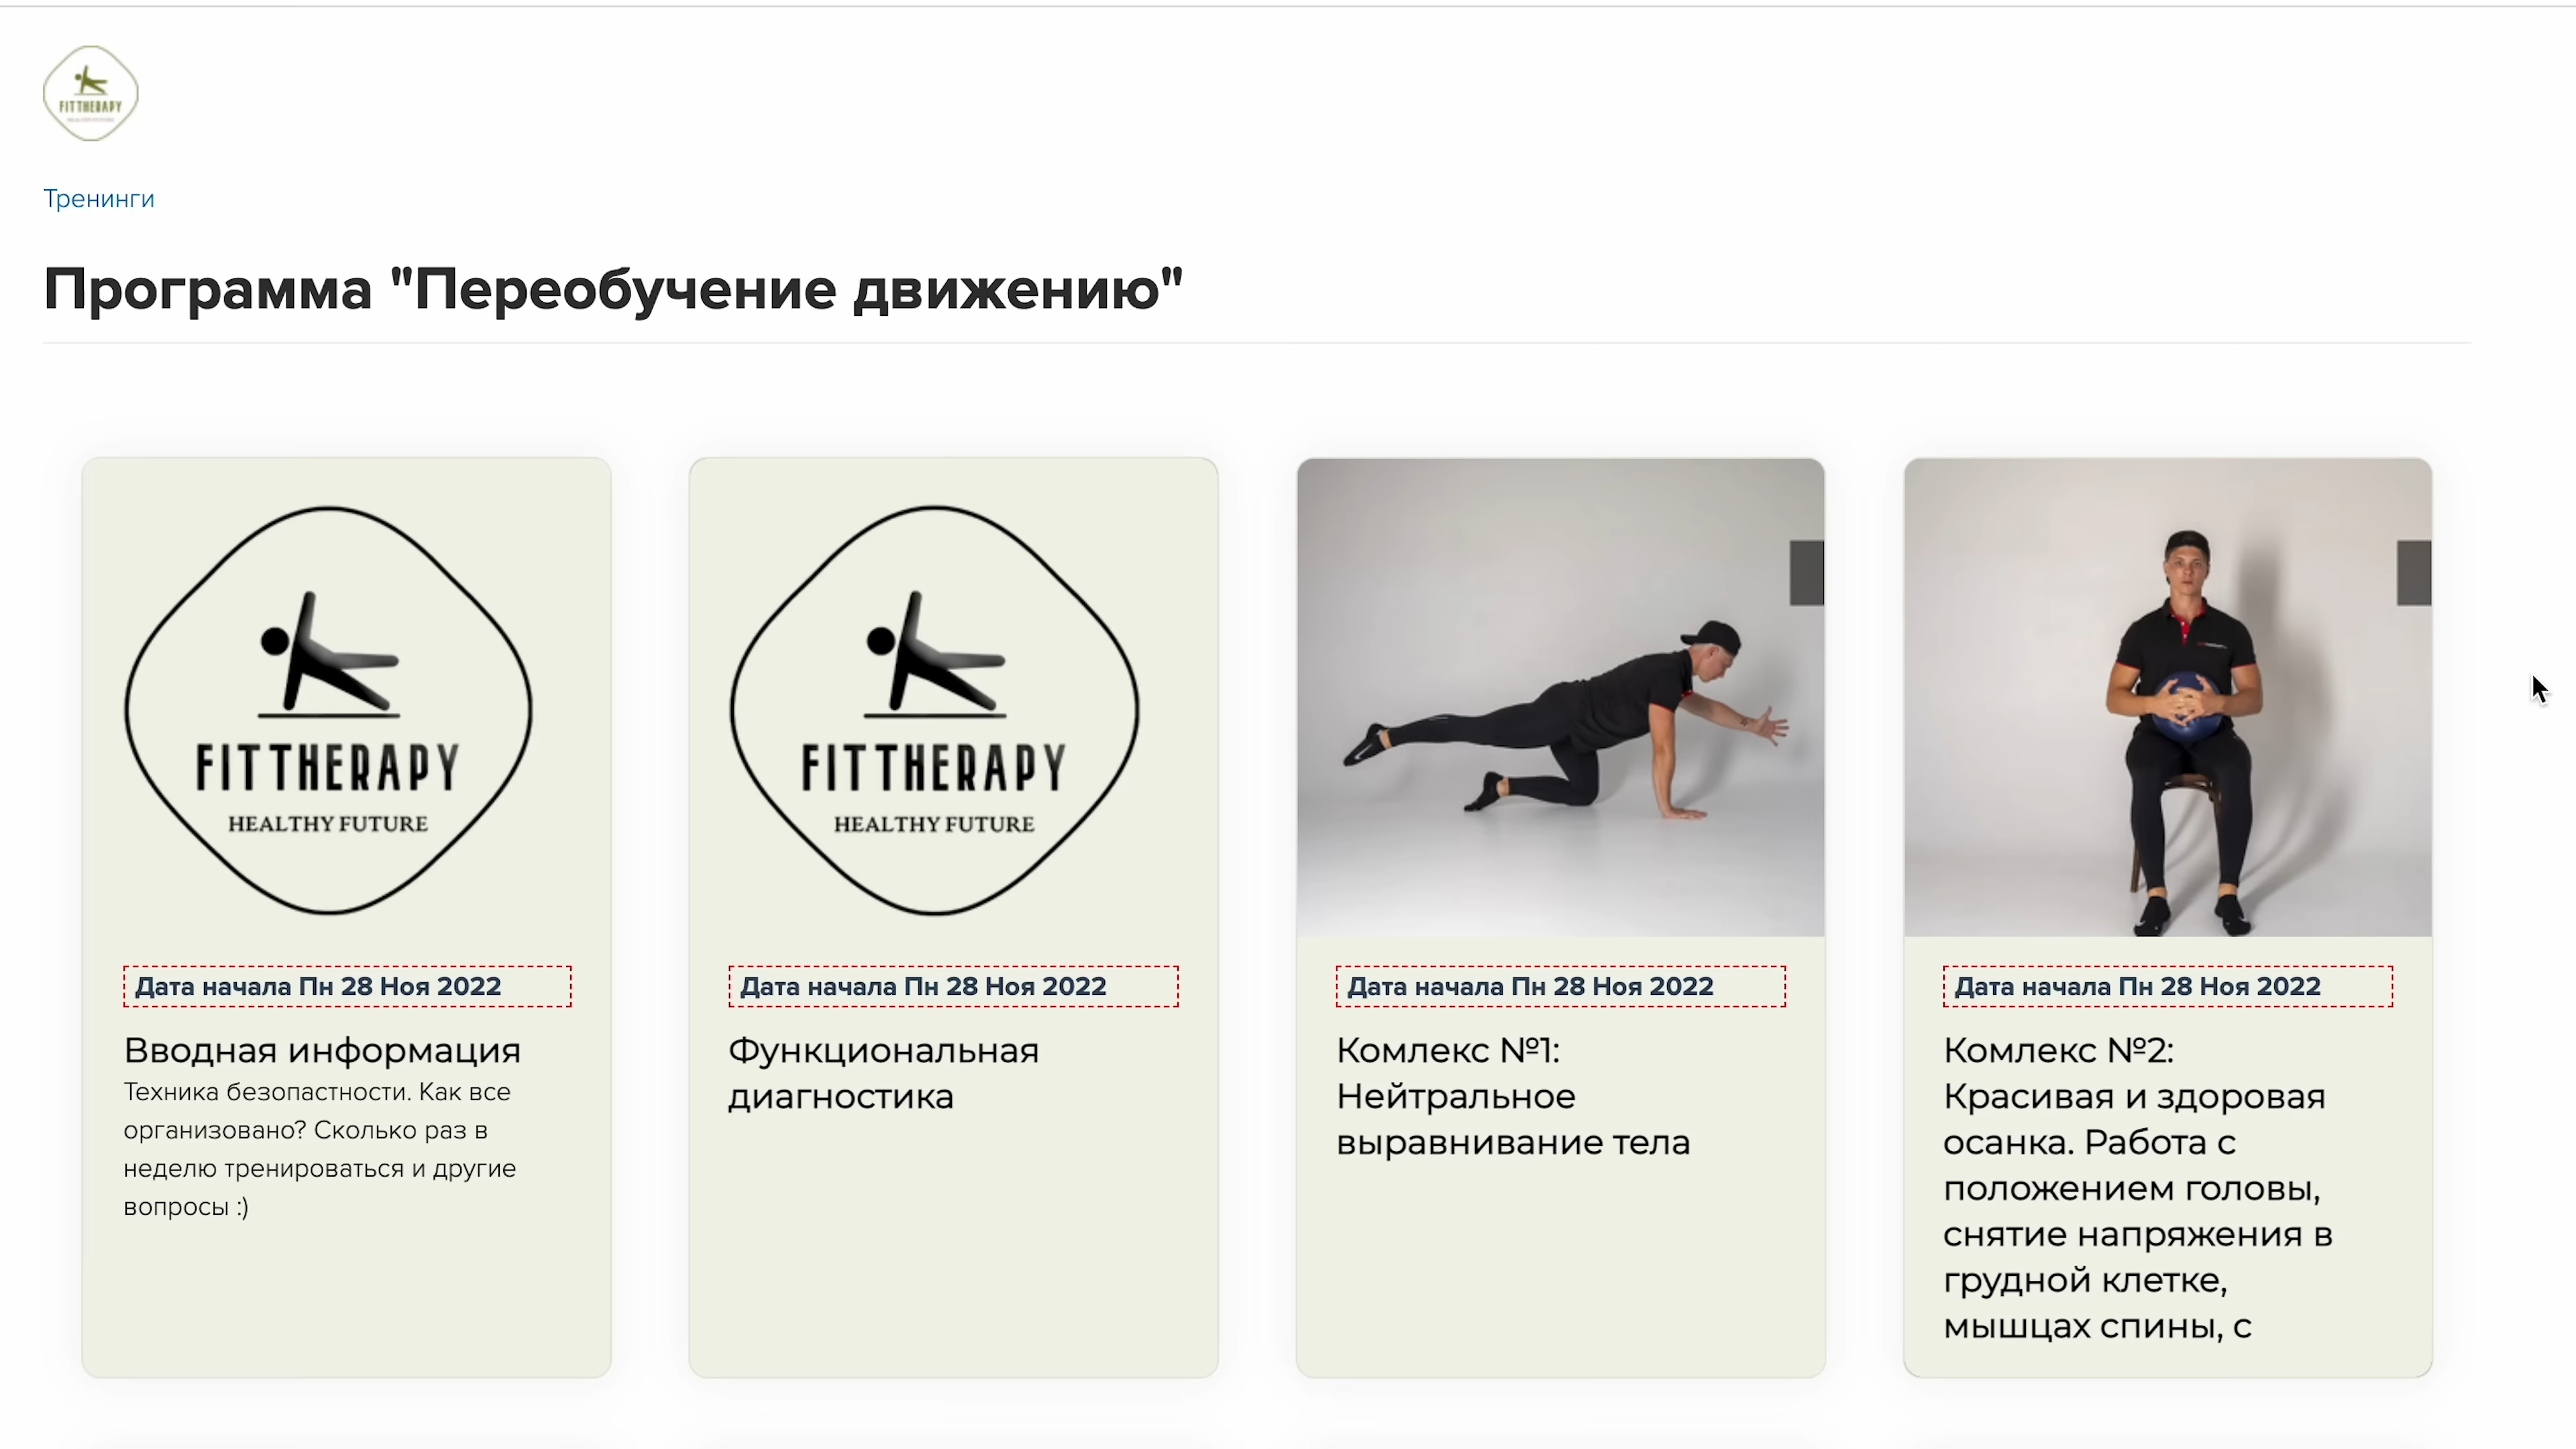 FITTHERAPY
Тренинги
Программа "Переобучение движению"
FITTHERAPY
HEALTHY FUTURE
Дата начала Пн 28 Ноя 2022
Вводная информация
Техника безопастности. Как все
организовано? Сколько раз в
неделю тренироваться и другие
вопросы :)
FITTHERAPY
HEALTHY FUTURE
Дата начала Пн 28 Ноя 2022
Функциональная
диагностика
Дата начала Пн 28 Ноя 2022
Комлекс №1:
Нейтральное
выравнивание тела
Дата начала Пн 28 Ноя 2022
Комлекс №2:
Красивая и здоровая
осанка. Работа с
положением головы,
снятие напряжения в
грудной клетке,
мышцах спины, с